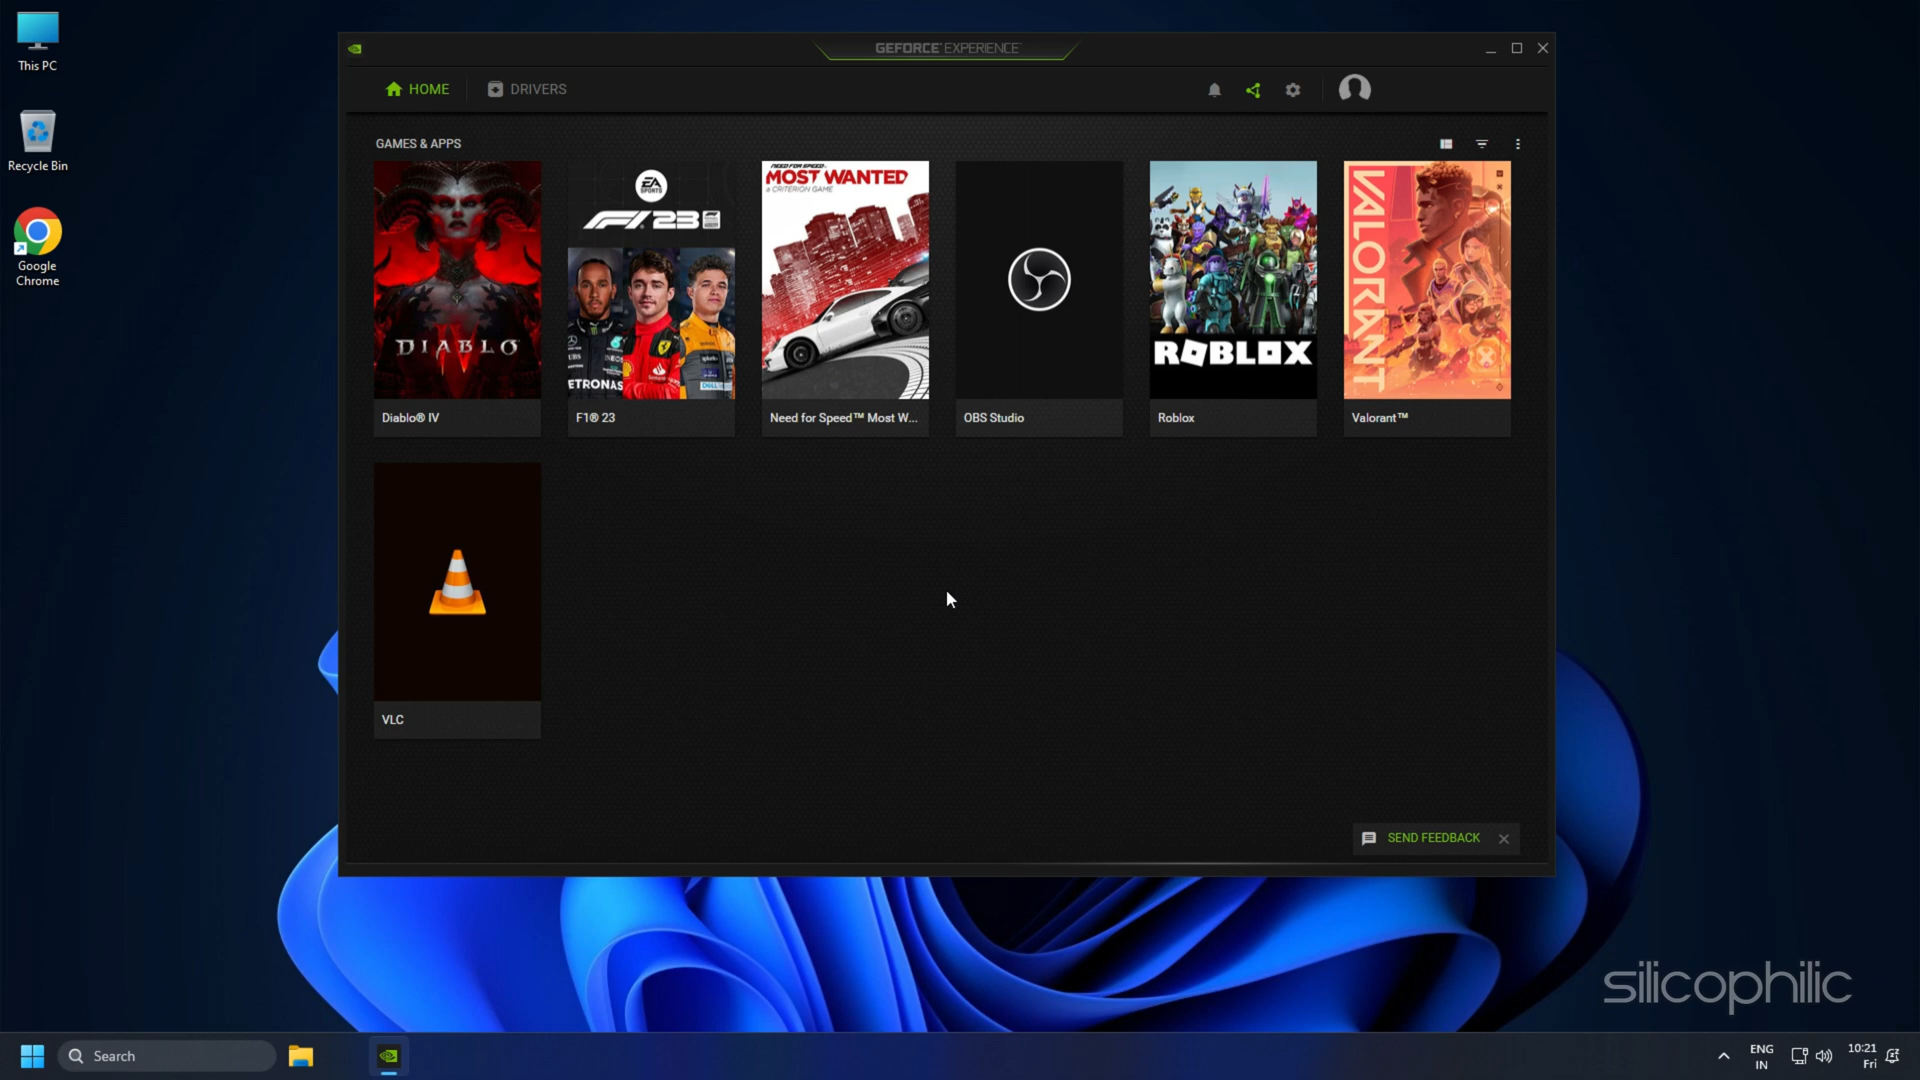 This PC
Recycle Bin
Google
Chrome
GEFORCE EXPERIENCE
HOME
DRIVERS
GAMES & APPS
DIABLO
IV
Diablo® IV
EA
SPORTS
F1 23
ETRONAS
F1® 23
NEED FOR SPEED
MOST WANTED
a CRITERION GAME
Need for Speed™ Most W...
OBS Studio
ROBLOX
Roblox
VALORANT
Valorant™
VLC
SEND FEEDBACK
silicophilic
Search
ENG
IN
10:21
Fri